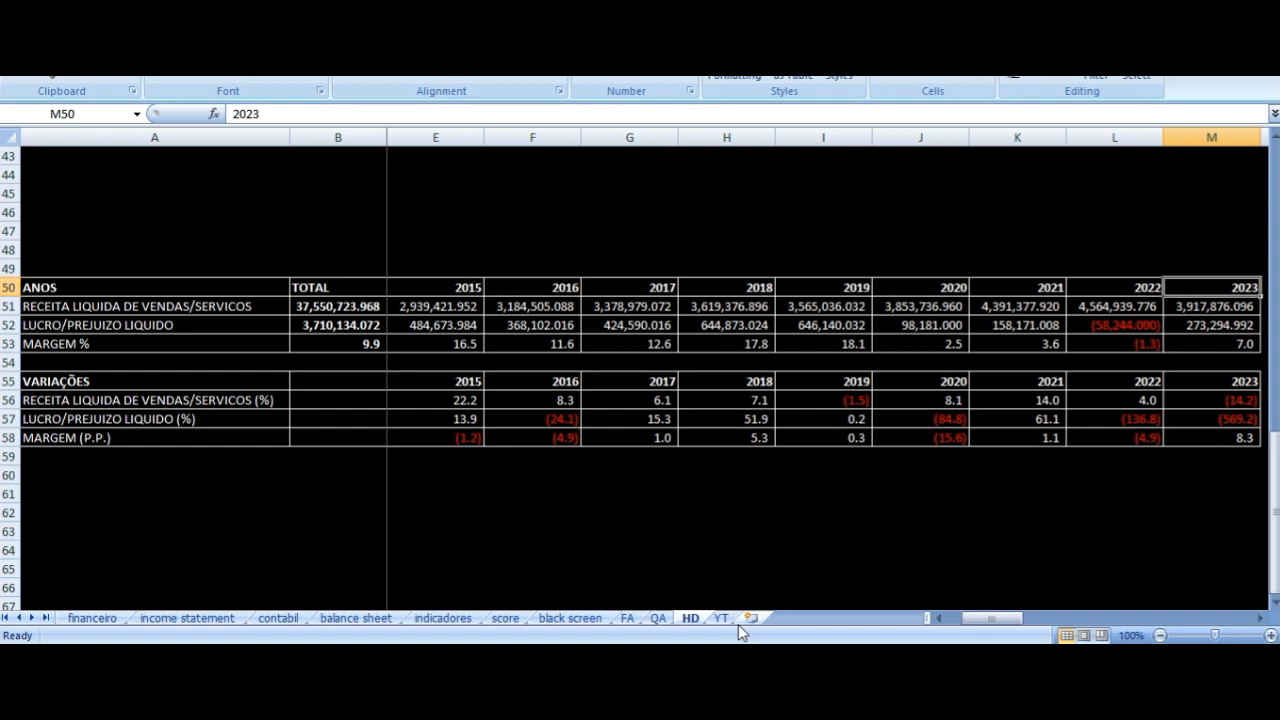 Formatting as Table Styles Filter Select
Clipboard Font Alignment Number Styles Cells Editing
M50 fx 2023
A B E F G H I J K L M
43
44
45
46
47
48
49
50 ANOS TOTAL 2015 2016 2017 2018 2019 2020 2021 2022 2023
51 RECEITA LIQUIDA DE VENDAS/SERVICOS 37,550,723.968 2,939,421.952 3,184,505.088 3,378,979.072 3,619,376.896 3,565,036.032 3,853,736.960 4,391,377.920 4,564,939.776 3,917,876.096
52 LUCRO/PREJUIZO LIQUIDO 3,710,134.072 484,673.984 368,102.016 424,590.016 644,873.024 646,140.032 98,181.000 158,171.008 (58,244.000) 273,294.992
53 MARGEM % 9.9 16.5 11.6 12.6 17.8 18.1 2.5 3.6 (1.3) 7.0
54
55 VARIAÇÕES 2015 2016 2017 2018 2019 2020 2021 2022 2023
56 RECEITA LIQUIDA DE VENDAS/SERVICOS (%) 22.2 8.3 6.1 7.1 (1.5) 8.1 14.0 4.0 (14.2)
57 LUCRO/PREJUIZO LIQUIDO (%) 13.9 (24.1) 15.3 51.9 0.2 (84.8) 61.1 (136.8) (569.2)
58 MARGEM (P.P.) (1.2) (4.9) 1.0 5.3 0.3 (15.6) 1.1 (4.9) 8.3
59
60
61
62
63
64
65
66
67
financeiro income statement contabil balance sheet indicadores score black screen FA QA HD YT
Ready 100%